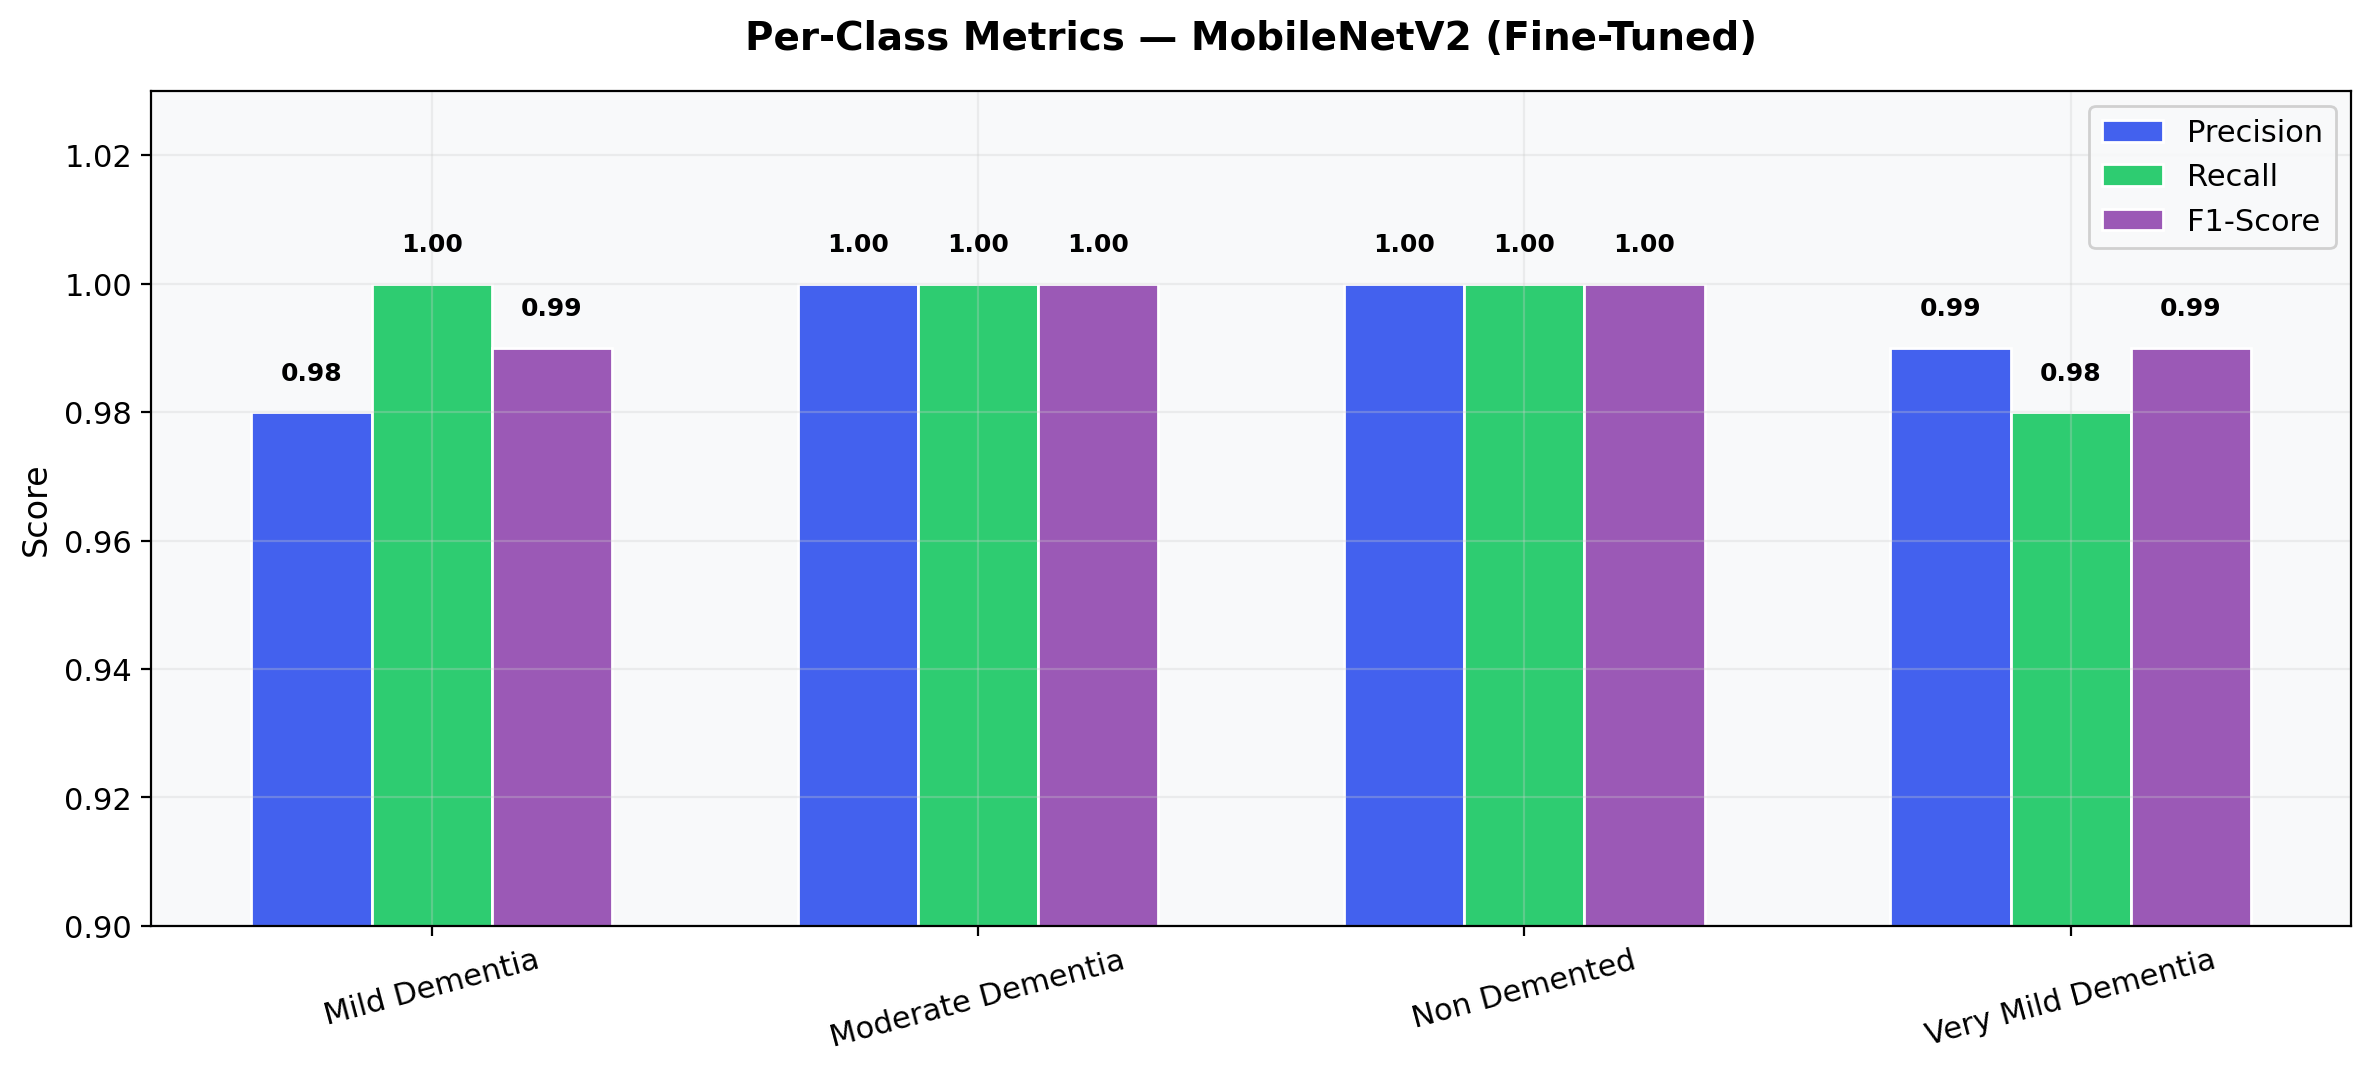 Per-Class Metrics — MobileNetV2 (Fine-Tuned)
Score
1.02
1.00
0.98
0.96
0.94
0.92
0.90
0.98
1.00
0.99
1.00
1.00
1.00
1.00
1.00
1.00
0.99
0.98
0.99
Precision
Recall
F1-Score
Mild Dementia
Moderate Dementia
Non Demented
Very Mild Dementia